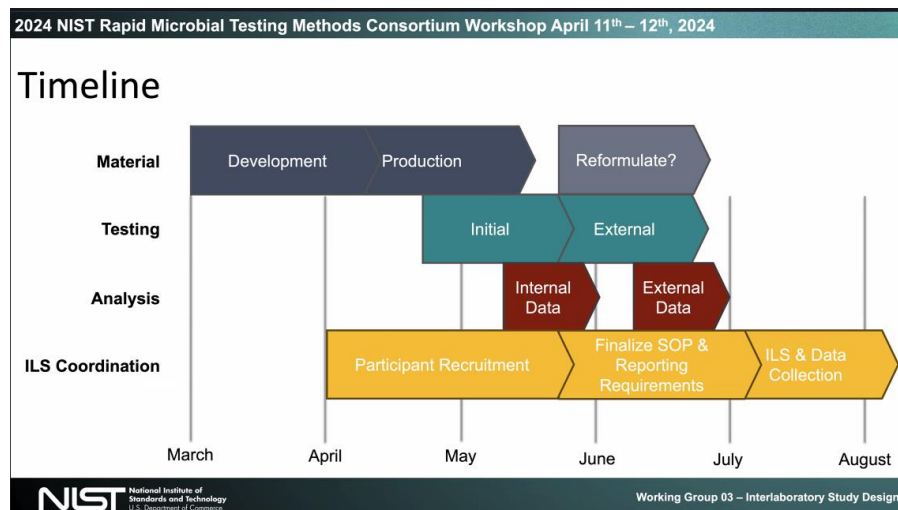 2024 NIST Rapid Microbial Testing Methods Consortium Workshop April 11th – 12th, 2024
Timeline
Material
Development
Production
Reformulate?
Testing
Initial
External
Analysis
Internal
Data
External
Data
ILS Coordination
Participant Recruitment
Finalize SOP &
Reporting
Requirements
ILS & Data
Collection
March
April
May
June
July
August
NIST
National Institute of
Standards and Technology
U.S. Department of Commerce
Working Group 03 – Interlaboratory Study Design